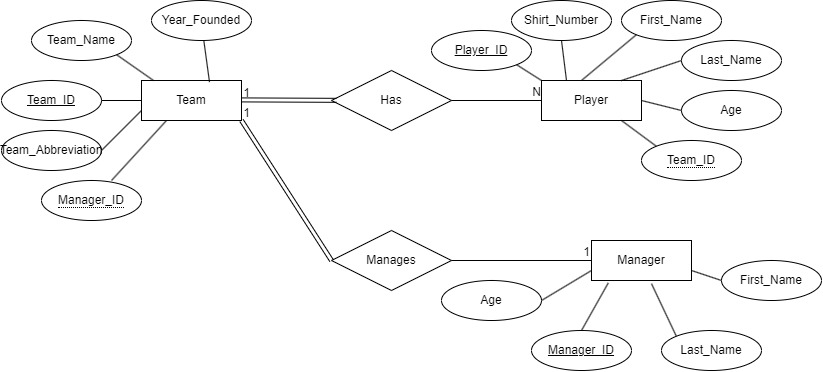 Year_Founded
Shirt_Number
First_Name
Team_Name
Player_ID
Last_Name
Team_ID
Team
1
Has
N
Player
Age
1
Team_Abbreviation
Team_ID
Manager_ID
1
Manages
Manager
Age
First_Name
Manager_ID
Last_Name